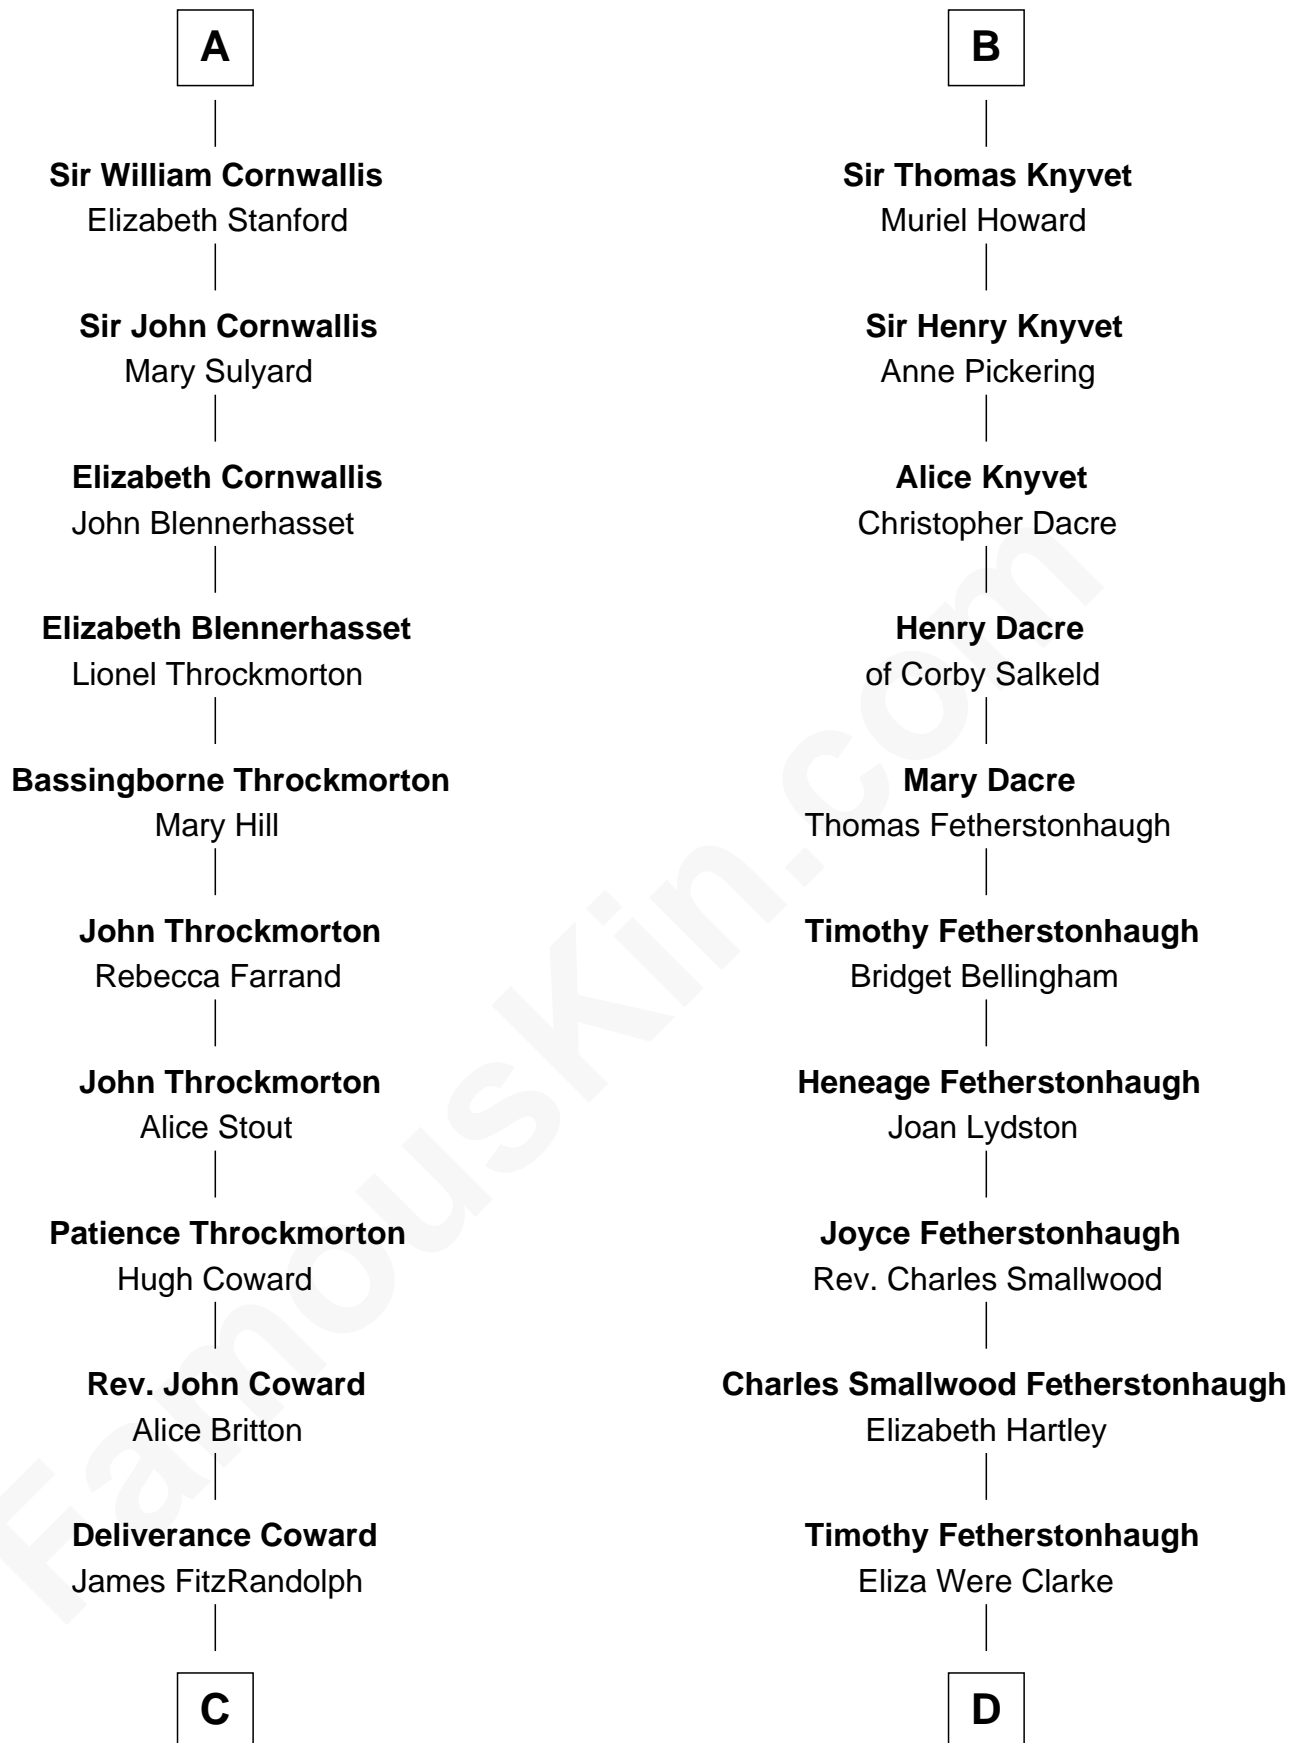 A
Sir William Cornwallis
Elizabeth Stanford
Sir John Cornwallis
Mary Sulyard
Elizabeth Cornwallis
John Blennerhasset
Elizabeth Blennerhasset
Lionel Throckmorton
Bassingborne Throckmorton
Mary Hill
John Throckmorton
Rebecca Farrand
John Throckmorton
Alice Stout
Patience Throckmorton
Hugh Coward
Rev. John Coward
Alice Britton
Deliverance Coward
James FitzRandolph
C
B
Sir Thomas Knyvet
Muriel Howard
Sir Henry Knyvet
Anne Pickering
Alice Knyvet
Christopher Dacre
Henry Dacre
of Corby Salkeld
Mary Dacre
Thomas Fetherstonhaugh
Timothy Fetherstonhaugh
Bridget Bellingham
Heneage Fetherstonhaugh
Joan Lydston
Joyce Fetherstonhaugh
Rev. Charles Smallwood
Charles Smallwood Fetherstonhaugh
Elizabeth Hartley
Timothy Fetherstonhaugh
Eliza Were Clarke
D
FamousKin.com